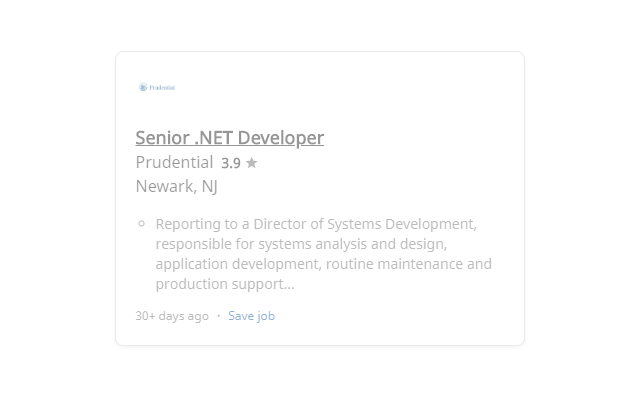 Prudential
Senior .NET Developer
Prudential 3.9 ★
Newark, NJ
Reporting to a Director of Systems Development,
responsible for systems analysis and design,
application development, routine maintenance and
production support...
30+ days ago · Save job